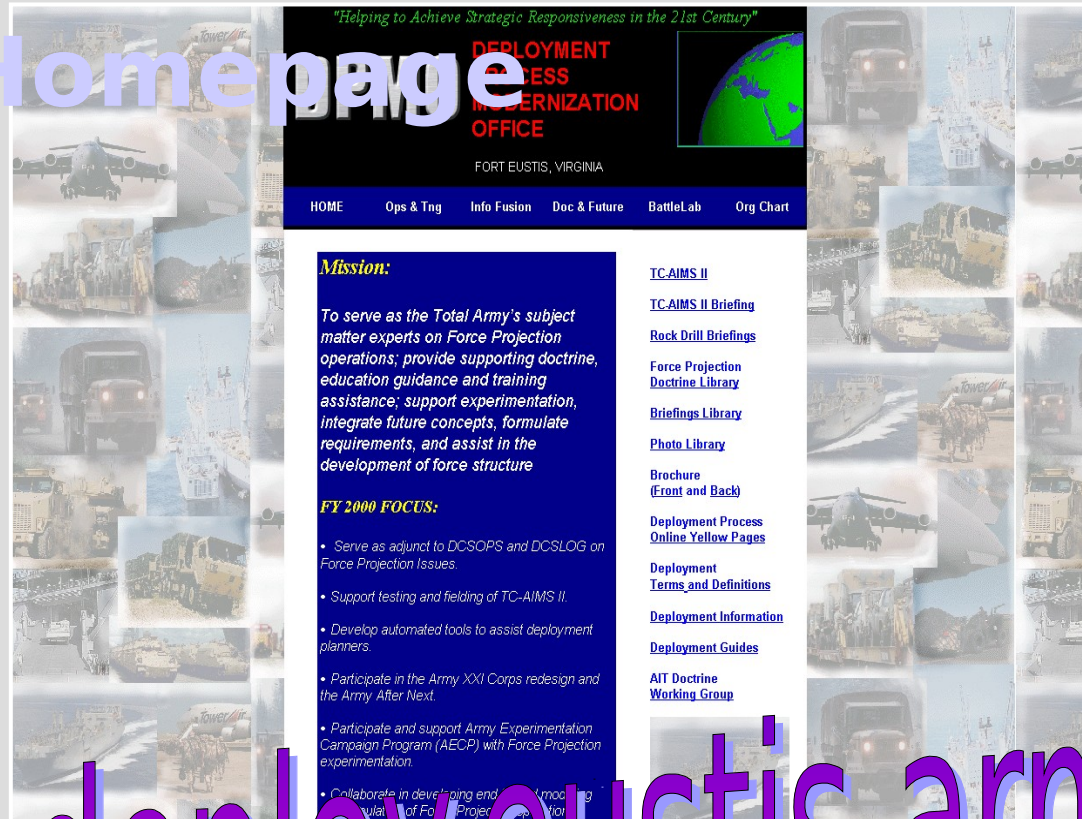 "Helping to Achieve Strategic Responsiveness in the 21st Century"
Homepage
DPMO
DEPLOYMENT
PROCESS
MODERNIZATION
OFFICE
FORT EUSTIS, VIRGINIA
HOME Ops & Tng Info Fusion Doc & Future BattleLab Org Chart
Mission:
To serve as the Total Army's subject
matter experts on Force Projection
operations; provide supporting doctrine,
education guidance and training
assistance; support experimentation,
integrate future concepts, formulate
requirements, and assist in the
development of force structure
FY 2000 FOCUS:
• Serve as adjunct to DCSOPS and DCSLOG on
Force Projection Issues.
• Support testing and fielding of TC-AIMS II.
• Develop automated tools to assist deployment
planners.
• Participate in the Army XXI Corps redesign and
the Army After Next.
• Participate and support Army Experimentation
Campaign Program (AECP) with Force Projection
experimentation.
• Collaborate in developing
of
TC-AIMS II
TC-AIMS II Briefing
Rock Drill Briefings
Force Projection
Doctrine Library
Briefings Library
Photo Library
Brochure
(Front and Back)
Deployment Process
Online Yellow Pages
Deployment
Terms and Definitions
Deployment Information
Deployment Guides
AIT Doctrine
Working Group